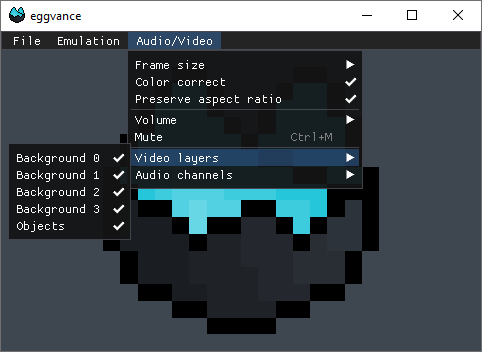 eggvance
File Emulation Audio/Video
Frame size
Color correct
Preserve aspect ratio
Volume
Mute Ctrl+M
Video layers
Audio channels
Background 0
Background 1
Background 2
Background 3
Objects